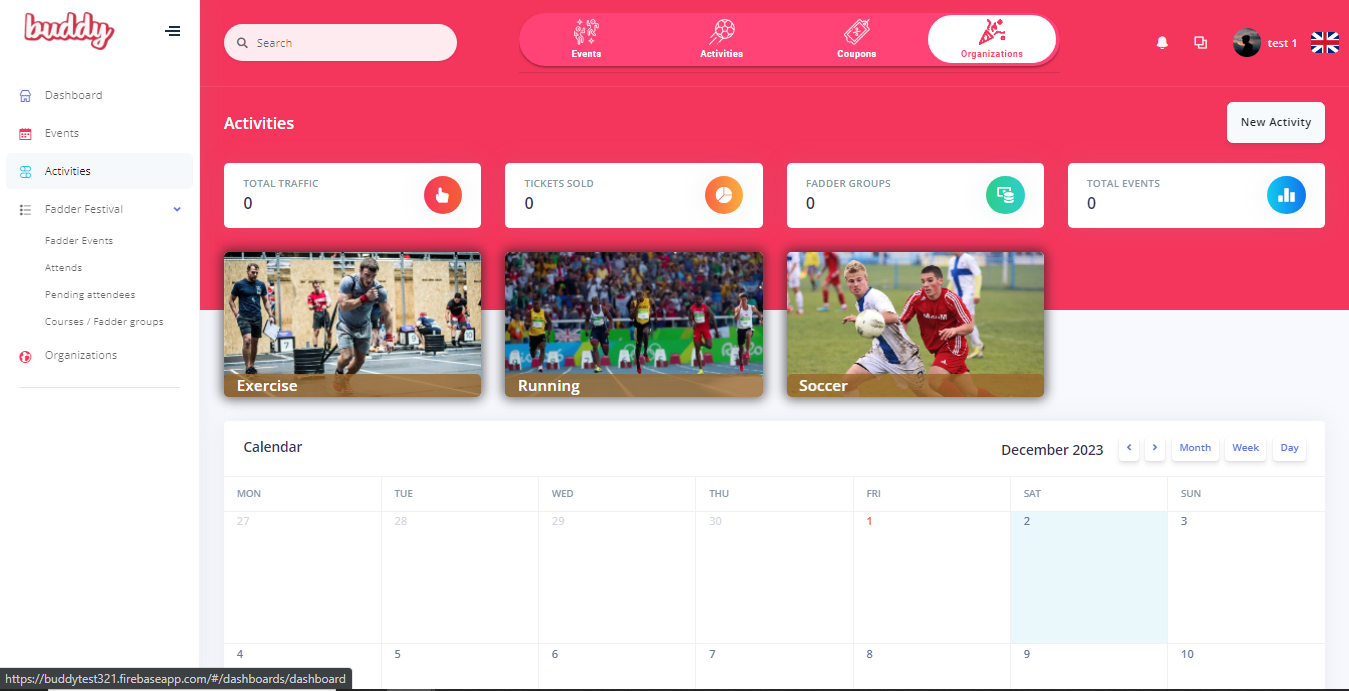 buddy
Search
Events
Activities
Coupons
Organizations
test 1
Dashboard
Events
Activities
Fadder Festival
Fadder Events
Attends
Pending attendees
Courses / Fadder groups
Organizations
Activities
New Activity
TOTAL TRAFFIC
0
TICKETS SOLD
0
FADDER GROUPS
0
TOTAL EVENTS
0
Exercise
Running
Soccer
Calendar
December 2023
Month
Week
Day
MON TUE WED THU FRI SAT SUN
27 28 29 30 1 2 3
4 5 6 7 8 9 10
https://buddytest321.firebaseapp.com/#/dashboards/dashboard